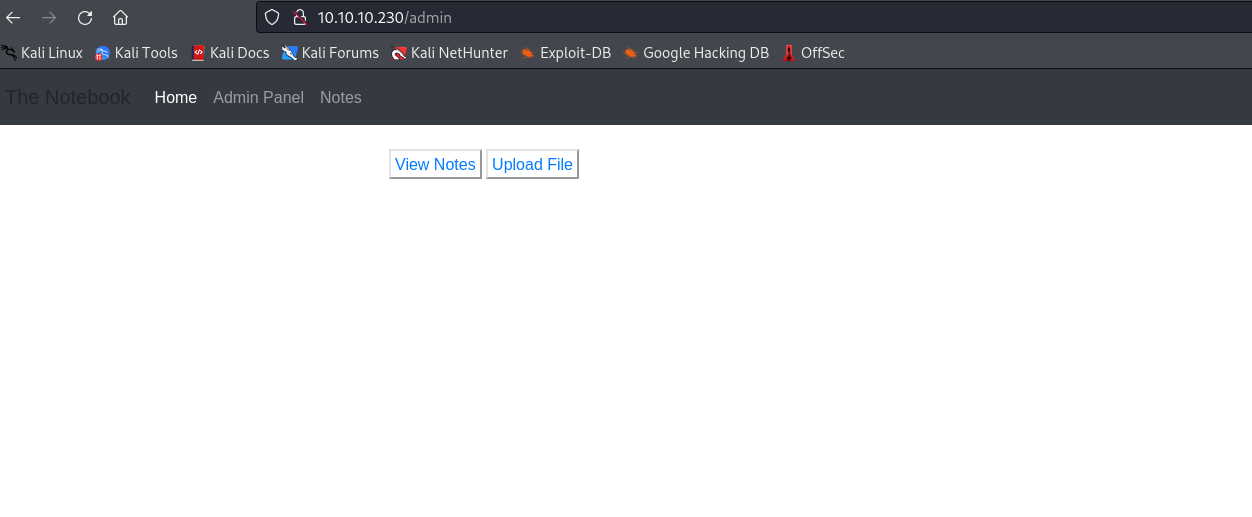 10.10.10.230/admin
Kali Linux Kali Tools Kali Docs Kali Forums Kali NetHunter Exploit-DB Google Hacking DB OffSec
The Notebook Home Admin Panel Notes
View Notes Upload File